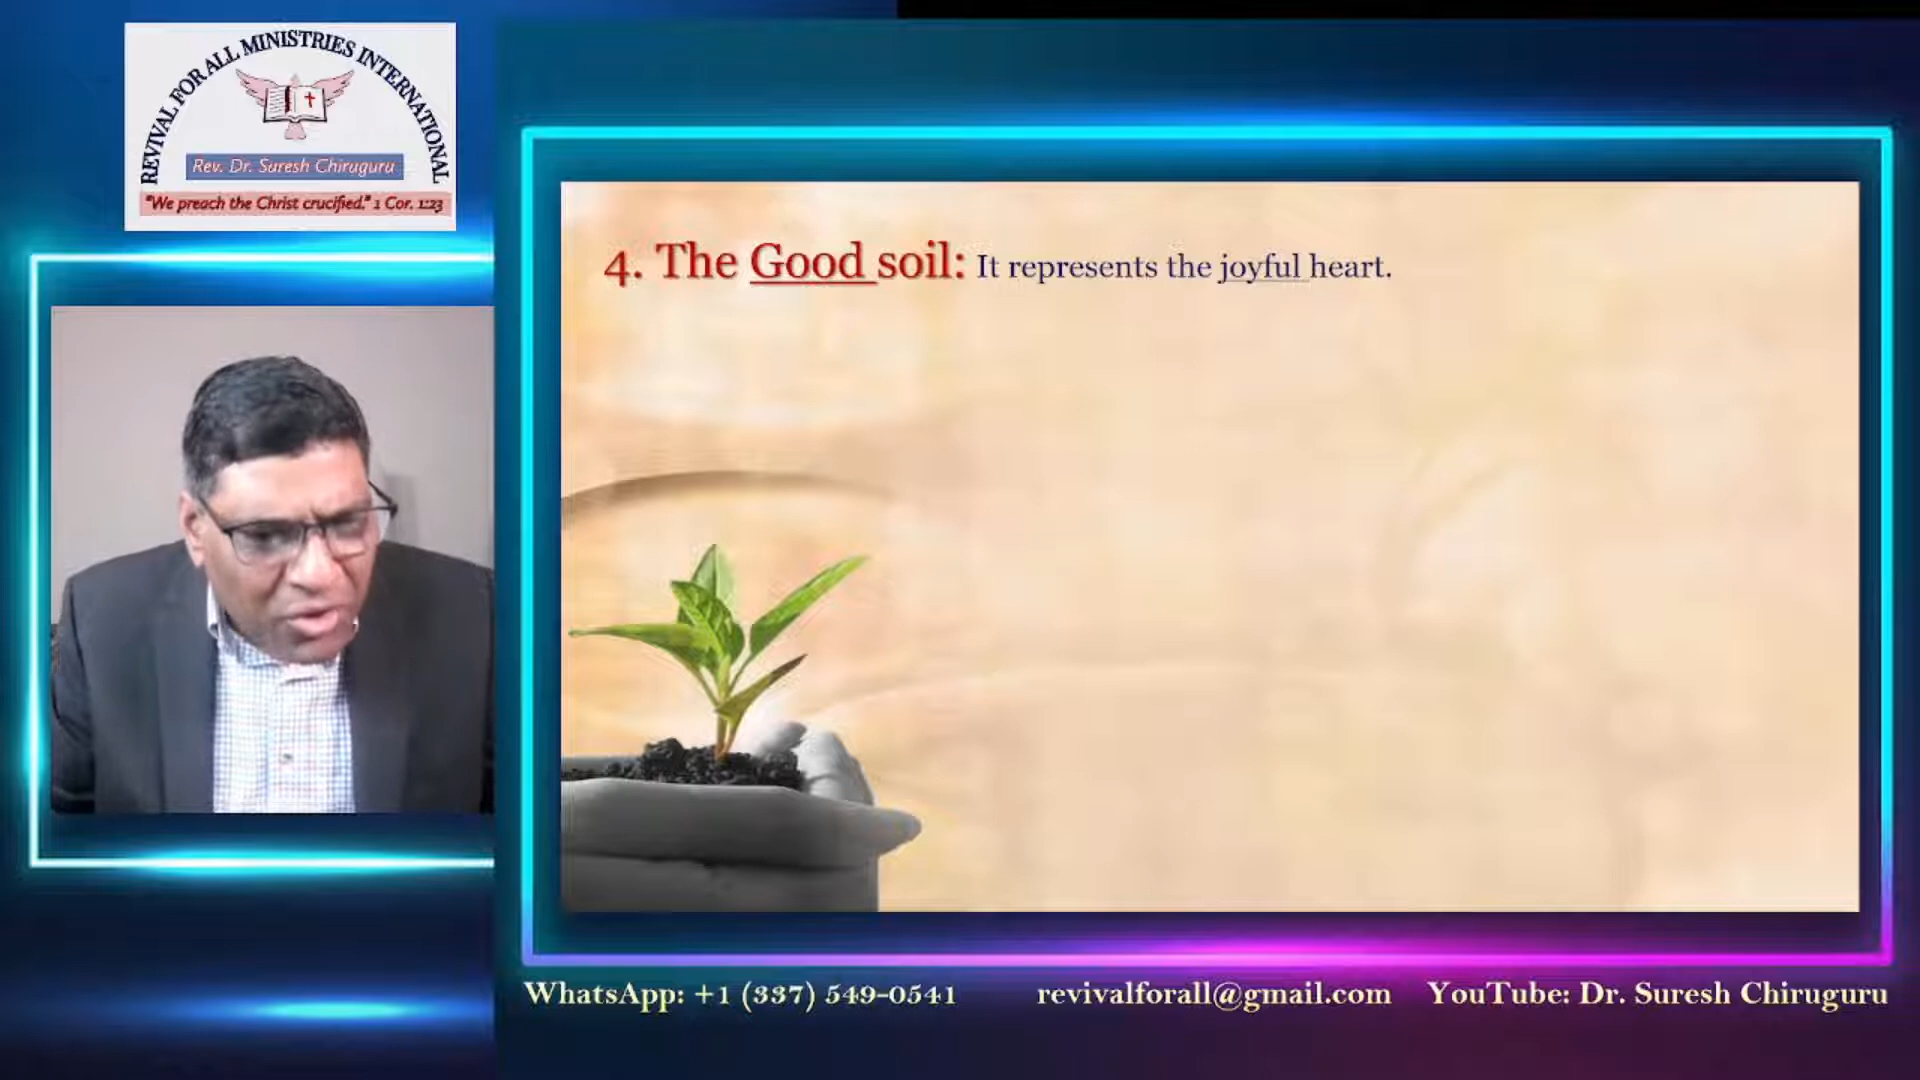 REVIVAL FOR ALL MINISTRIES INTERNATIONAL
Rev. Dr. Suresh Chiruguru
"We preach the Christ crucified." 1 Cor. 1:23
4. The Good soil: It represents the joyful heart.
WhatsApp: +1 (337) 549-0541 revivalforall@gmail.com YouTube: Dr. Suresh Chiruguru